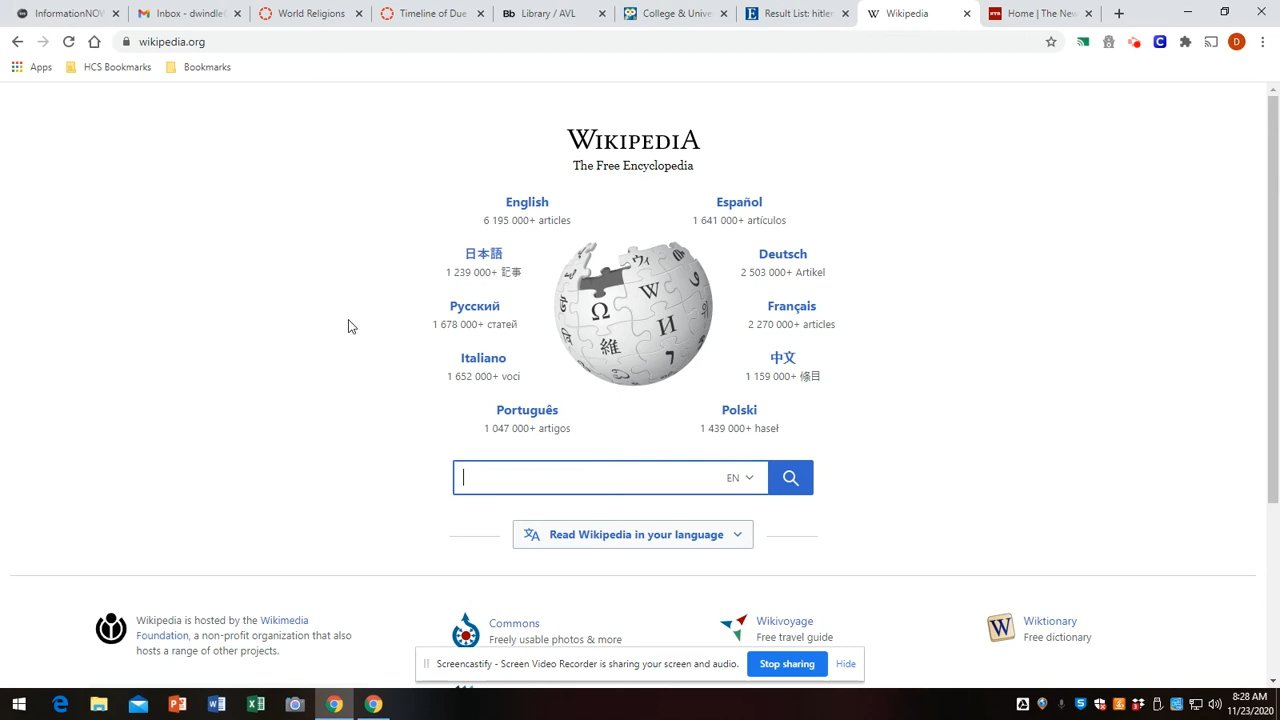 InformationNOW
Inbox - dwindle
World Religions
Timeline of Due
Library / AVL
College & Unive
Result List: hitler
Wikipedia
Home | The New
wikipedia.org
Apps
HCS Bookmarks
Bookmarks
WIKIPEDIA
The Free Encyclopedia
English
6 195 000+ articles
Español
1 641 000+ artículos
日本語
1 239 000+ 記事
Deutsch
2 503 000+ Artikel
Русский
1 678 000+ статей
Français
2 270 000+ articles
Italiano
1 652 000+ voci
中文
1 159 000+ 條目
Português
1 047 000+ artigos
Polski
1 439 000+ haseł
EN
Read Wikipedia in your language
Wikipedia is hosted by the Wikimedia
Foundation, a non-profit organization that also
hosts a range of other projects.
Commons
Freely usable photos & more
Wikivoyage
Free travel guide
Wiktionary
Free dictionary
Screencastify - Screen Video Recorder is sharing your screen and audio.
Stop sharing
Hide
8:28 AM
11/23/2020